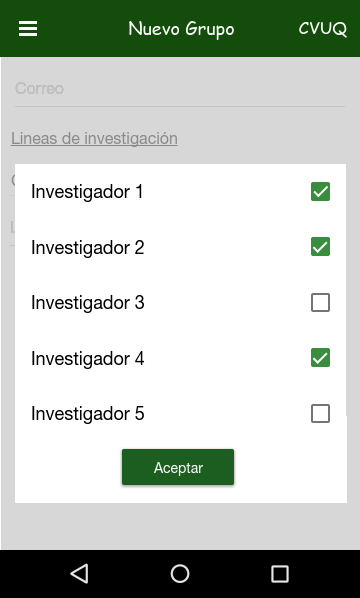 Nuevo Grupo
CVUQ
Correo
Lineas de investigación
Investigador 1
Investigador 2
Investigador 3
Investigador 4
Investigador 5
Aceptar